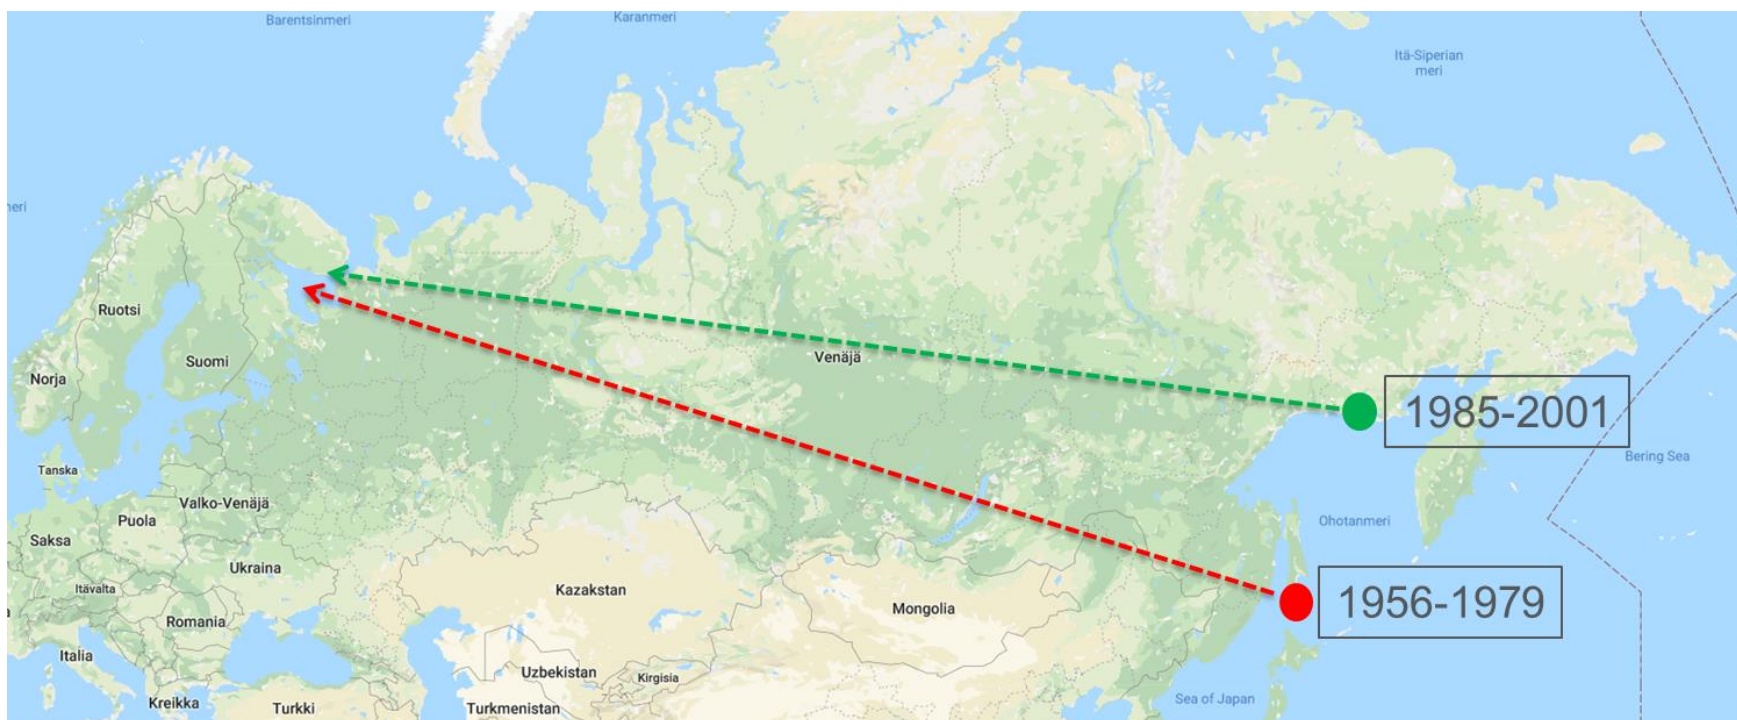 Barentsinmeri
Karanmeri
Itä-Siperian
meri
neri
Ruotsi
Suomi
Norja
Venäjä
1985-2001
Bering Sea
Tanska
Valko-Venäjä
Puola
Saksa
Ohotanmeri
Ukraina
Itävalta
Kazakstan
Mongolia
1956-1979
Romania
Italia
Uzbekistan
Kirgisia
Kreikka
Turkki
Turkmenistan
Sea of Japan